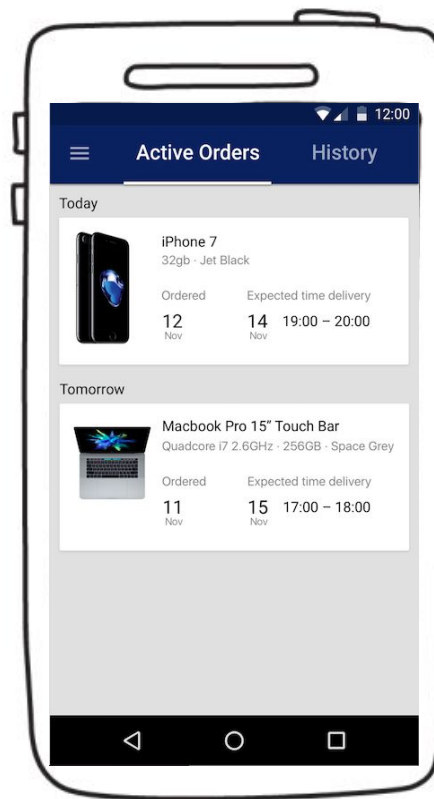 12:00
Active Orders History
Today
iPhone 7
32gb · Jet Black
Ordered Expected time delivery
12 14 19:00 – 20:00
Nov Nov
Tomorrow
Macbook Pro 15” Touch Bar
Quadcore i7 2.6GHz · 256GB · Space Grey
Ordered Expected time delivery
11 15 17:00 – 18:00
Nov Nov